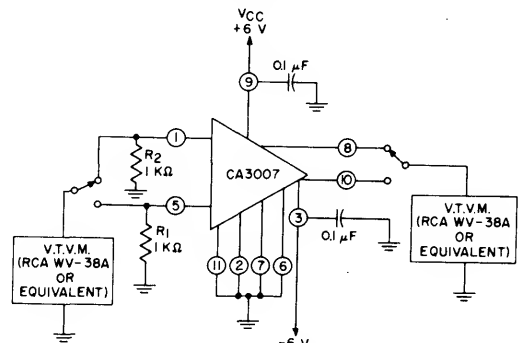 VCC
+6 V
0.1 µF
9
1
R2
1 KΩ
CA3007
8
5
10
R1
1 KΩ
3
0.1 µF
V.T.V.M.
(RCA WV-38A
OR
EQUIVALENT)
11
2
7
6
V.T.V.M.
(RCA WV-38A
OR
EQUIVALENT)
-6 V